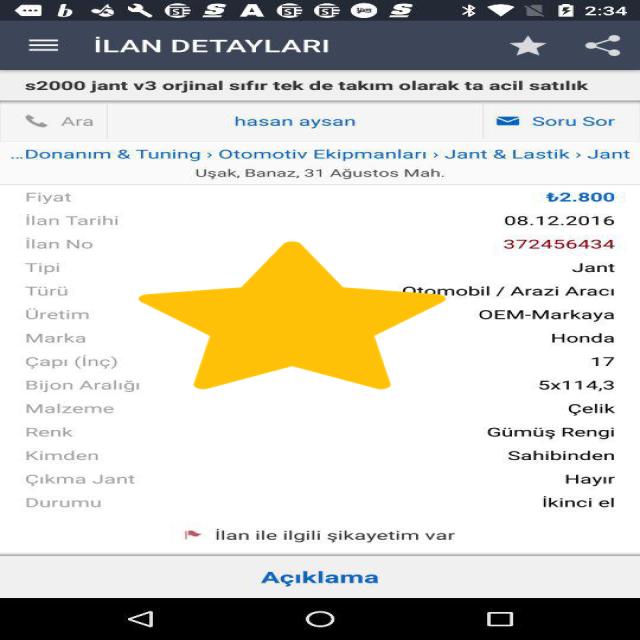 2:34
İLAN DETAYLARI
s2000 jant v3 orjinal sıfır tek de takım olarak ta acil satılık
Ara hasan aysan Soru Sor
...Donanım & Tuning › Otomotiv Ekipmanları › Jant & Lastik › Jant
Uşak, Banaz, 31 Ağustos Mah.
Fiyat ₺2.800
İlan Tarihi 08.12.2016
İlan No 372456434
Tipi Jant
Türü Otomobil / Arazi Aracı
Üretim OEM-Markaya
Marka Honda
Çapı (İnç) 17
Bijon Aralığı 5x114,3
Malzeme Çelik
Renk Gümüş Rengi
Kimden Sahibinden
Çıkma Jant Hayır
Durumu İkinci el
İlan ile ilgili şikayetim var
Açıklama